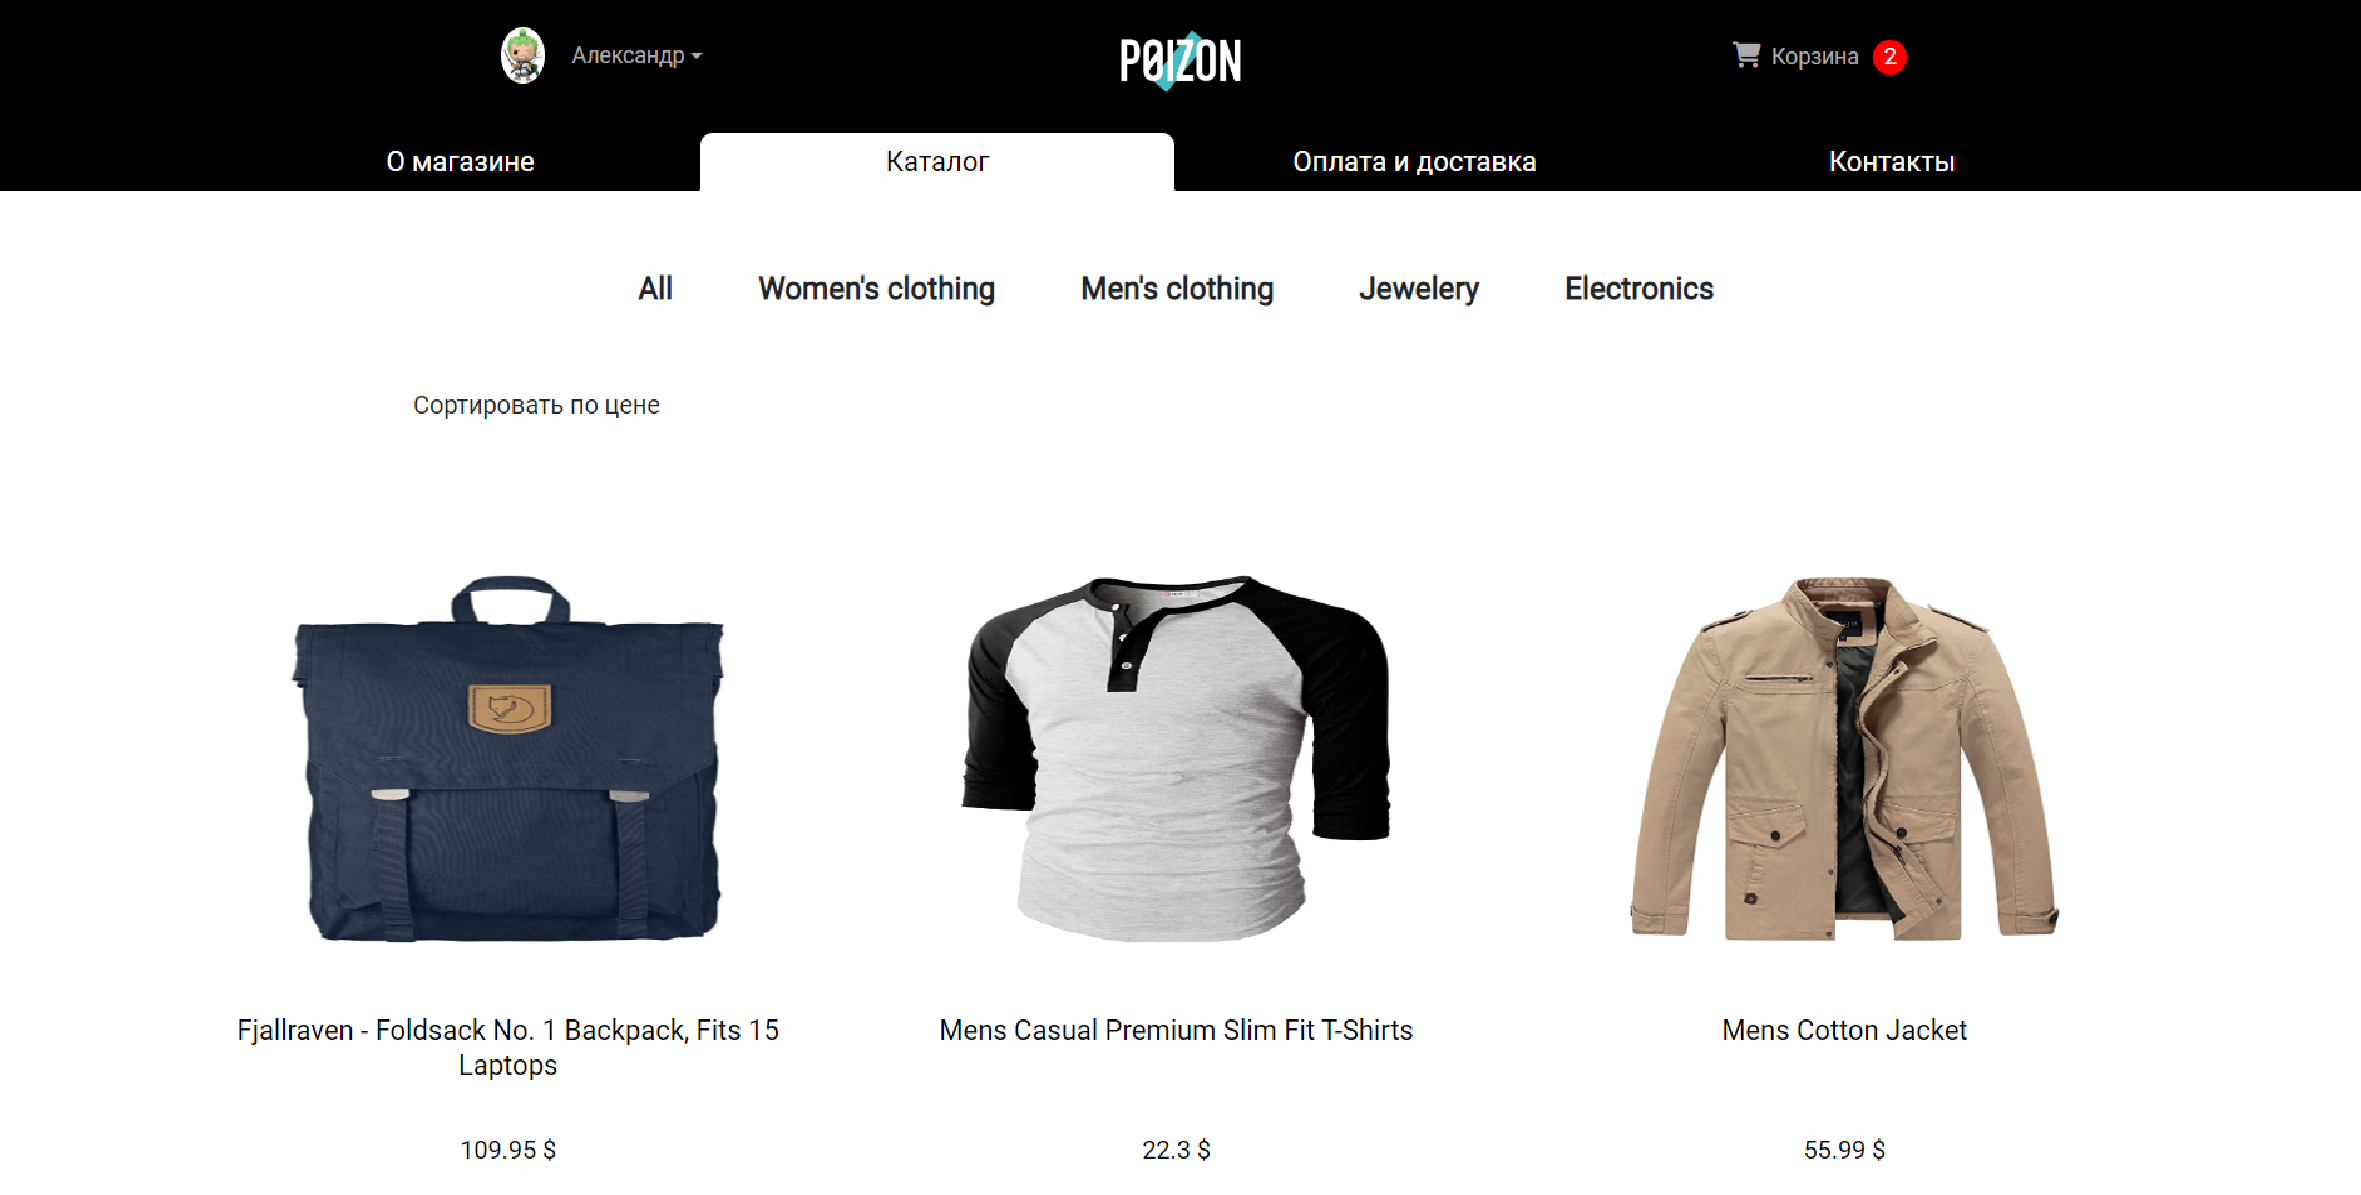 Александр
POIZON
Корзина 2
О магазине
Каталог
Оплата и доставка
Контакты
All
Women's clothing
Men's clothing
Jewelery
Electronics
Сортировать по цене
Fjallraven - Foldsack No. 1 Backpack, Fits 15
Laptops
109.95 $
Mens Casual Premium Slim Fit T-Shirts
22.3 $
Mens Cotton Jacket
55.99 $